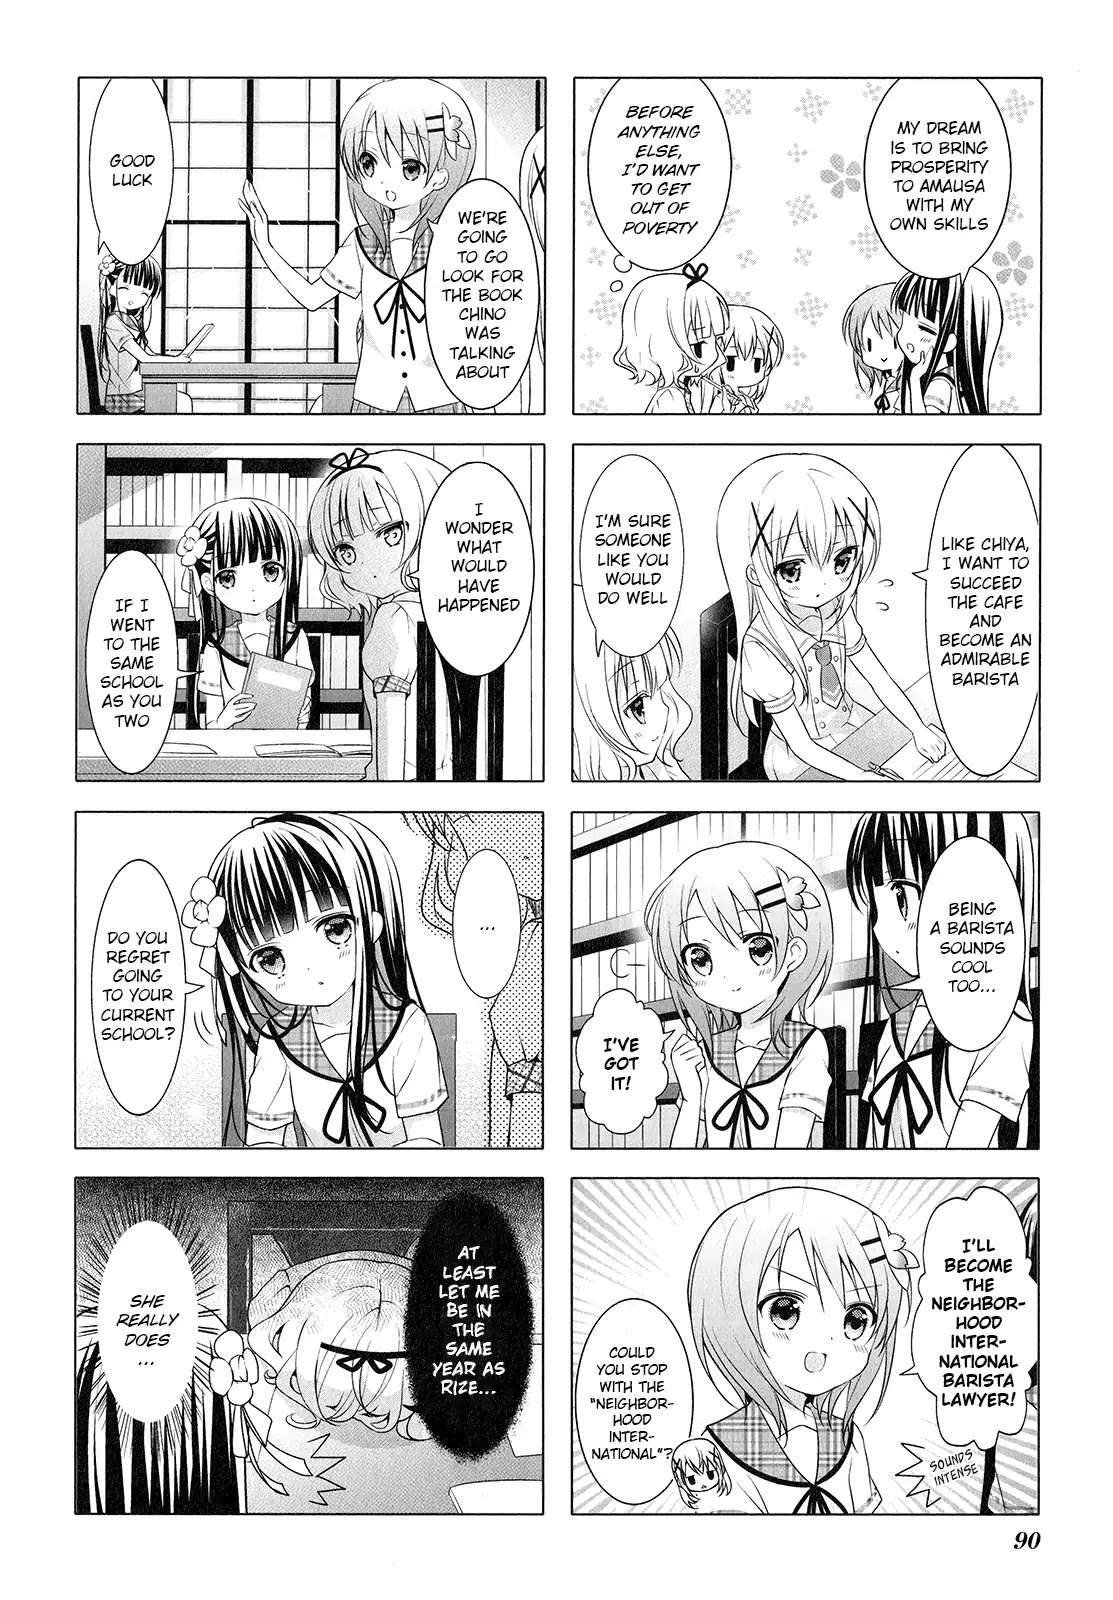 MY DREAM
IS TO BRING
PROSPERITY
TO AMAUSA
WITH MY
OWN SKILLS
BEFORE
ANYTHING
ELSE,
I'D WANT
TO GET
OUT OF
POVERTY
LIKE CHIYA,
I WANT TO
SUCCEED
THE CAFE
AND
BECOME AN
ADMIRABLE
BARISTA
I'M SURE
SOMEONE
LIKE YOU
WOULD
DO WELL
BEING
A BARISTA
SOUNDS
COOL
TOO...
I'VE
GOT
IT!
I'LL
BECOME
THE
NEIGHBOR-
HOOD
INTER-
NATIONAL
BARISTA
LAWYER!
SOUNDS
INTENSE
COULD
YOU STOP
WITH THE
"NEIGHBOR-
HOOD
INTER-
NATIONAL"?
WE'RE
GOING
TO GO
LOOK FOR
THE BOOK
CHINO
WAS
TALKING
ABOUT
GOOD
LUCK
I
WONDER
WHAT
WOULD
HAVE
HAPPENED
IF I
WENT
TO THE
SAME
SCHOOL
AS YOU
TWO
...
DO YOU
REGRET
GOING
TO YOUR
CURRENT
SCHOOL?
AT
LEAST
LET ME
BE IN
THE
SAME
YEAR AS
RIZE...
SHE
REALLY
DOES
...
90